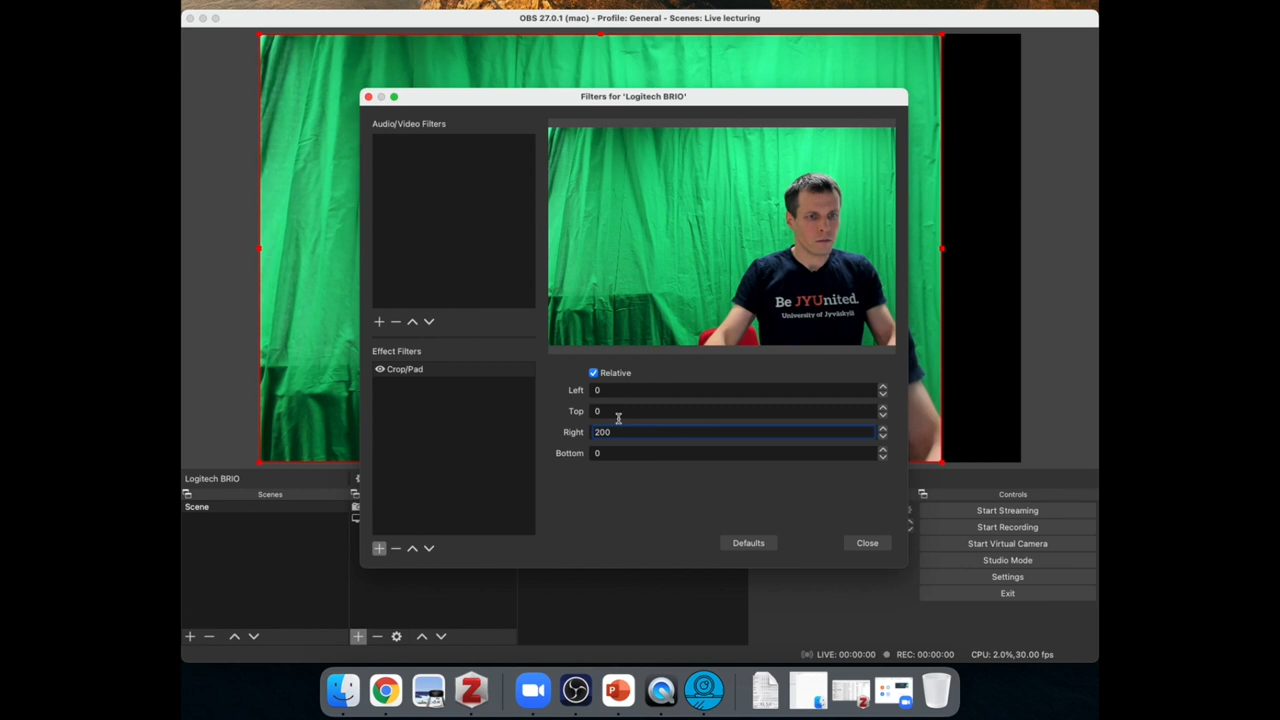 OBS 27.0.1 (mac) - Profile: General - Scenes: Live lecturing
Filters for 'Logitech BRIO'
Audio/Video Filters
Be JYUnited.
University of Jyväskylä
Effect Filters
Crop/Pad
Relative
Left 0
Top 0
Right 200
Bottom 0
Defaults
Close
Logitech BRIO
Scenes
Controls
Scene
Start Streaming
Start Recording
Start Virtual Camera
Studio Mode
Settings
Exit
LIVE: 00:00:00 REC: 00:00:00 CPU: 2.0%,30.00 fps